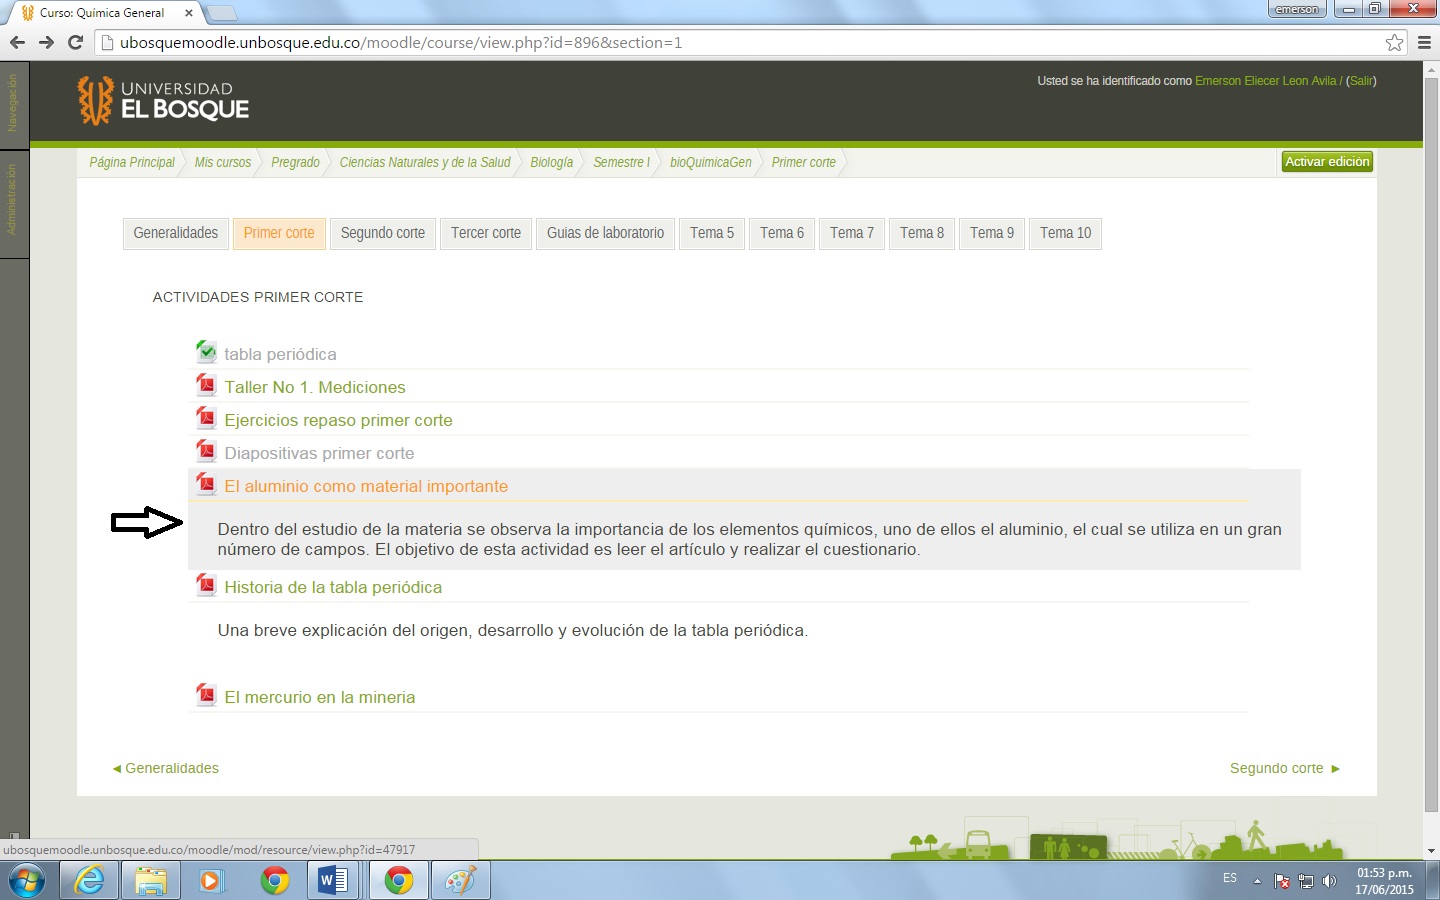 Curso: Química General
emerson
ubosquemoodle.unbosque.edu.co/moodle/course/view.php?id=896&section=1
Navegación
Administración
UNIVERSIDAD
EL BOSQUE
Usted se ha identificado como Emerson Eliecer Leon Avila / (Salir)
Página Principal Mis cursos Pregrado Ciencias Naturales y de la Salud Biología Semestre I bioQuimicaGen Primer corte
Activar edición
Generalidades Primer corte Segundo corte Tercer corte Guias de laboratorio Tema 5 Tema 6 Tema 7 Tema 8 Tema 9 Tema 10
ACTIVIDADES PRIMER CORTE
tabla periódica
Taller No 1. Mediciones
Ejercicios repaso primer corte
Diapositivas primer corte
El aluminio como material importante
Dentro del estudio de la materia se observa la importancia de los elementos químicos, uno de ellos el aluminio, el cual se utiliza en un gran
número de campos. El objetivo de esta actividad es leer el artículo y realizar el cuestionario.
Historia de la tabla periódica
Una breve explicación del origen, desarrollo y evolución de la tabla periódica.
El mercurio en la mineria
◄ Generalidades
Segundo corte ►
ubosquemoodle.unbosque.edu.co/moodle/mod/resource/view.php?id=47917
ES
01:53 p.m.
17/06/2015